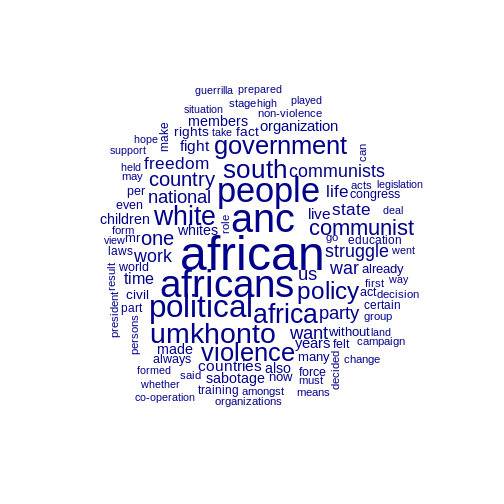 guerrilla prepared
situation stage high played
make members non-violence
rights take fact organization
hope fight government can
support freedom south communists
held country people life acts legislation
may national congress
per white anc live state deal
even role communist
children whites
form mr one african go education
view struggle went
laws work us war already
world africans first way
result time policy act decision
civil political africa party certain
part group
president persons umkhonto want without land
years felt campaign
made violence many change
always countries also force
formed said sabotage now must decided
whether training amongst means
co-operation organizations